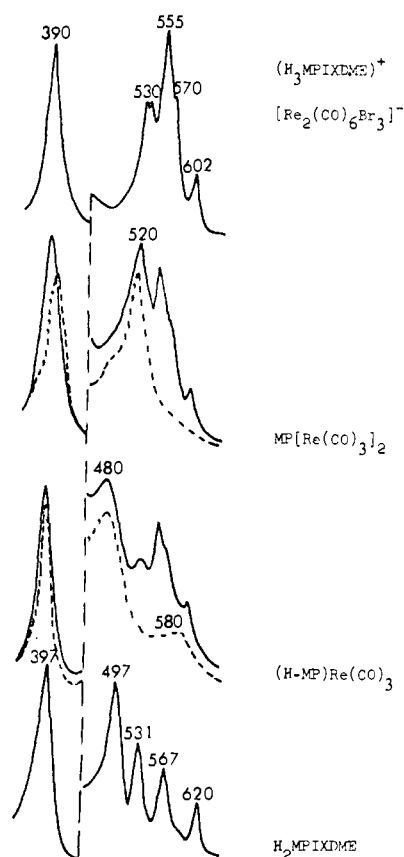 390
555
530
570
602
(H₃MPIXDME)⁺
[Re₂(CO)₆Br₃]⁻
520
MP[Re(CO)₃]₂
480
580
(H-MP)Re(CO)₃
397
497
531
567
620
H₂MPIXDME